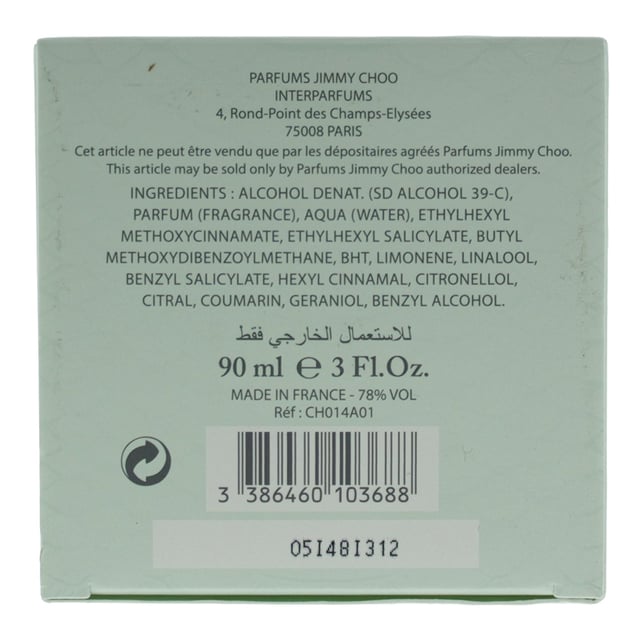 PARFUMS JIMMY CHOO
INTERPARFUMS
4, Rond-Point des Champs-Elysées
75008 PARIS
Cet article ne peut être vendu que par les dépositaires agréés Parfums Jimmy Choo.
This article may be sold only by Parfums Jimmy Choo authorized dealers.
INGREDIENTS : ALCOHOL DENAT. (SD ALCOHOL 39-C),
PARFUM (FRAGRANCE), AQUA (WATER), ETHYLHEXYL
METHOXYCINNAMATE, ETHYLHEXYL SALICYLATE, BUTYL
METHOXYDIBENZOYLMETHANE, BHT, LIMONENE, LINALOOL,
BENZYL SALICYLATE, HEXYL CINNAMAL, CITRONELLOL,
CITRAL, COUMARIN, GERANIOL, BENZYL ALCOHOL.
للاستعمال الخارجي فقط
90 ml ℮ 3 Fl.Oz.
MADE IN FRANCE - 78% VOL
Réf : CH014A01
3 386460 103688
05I48I312